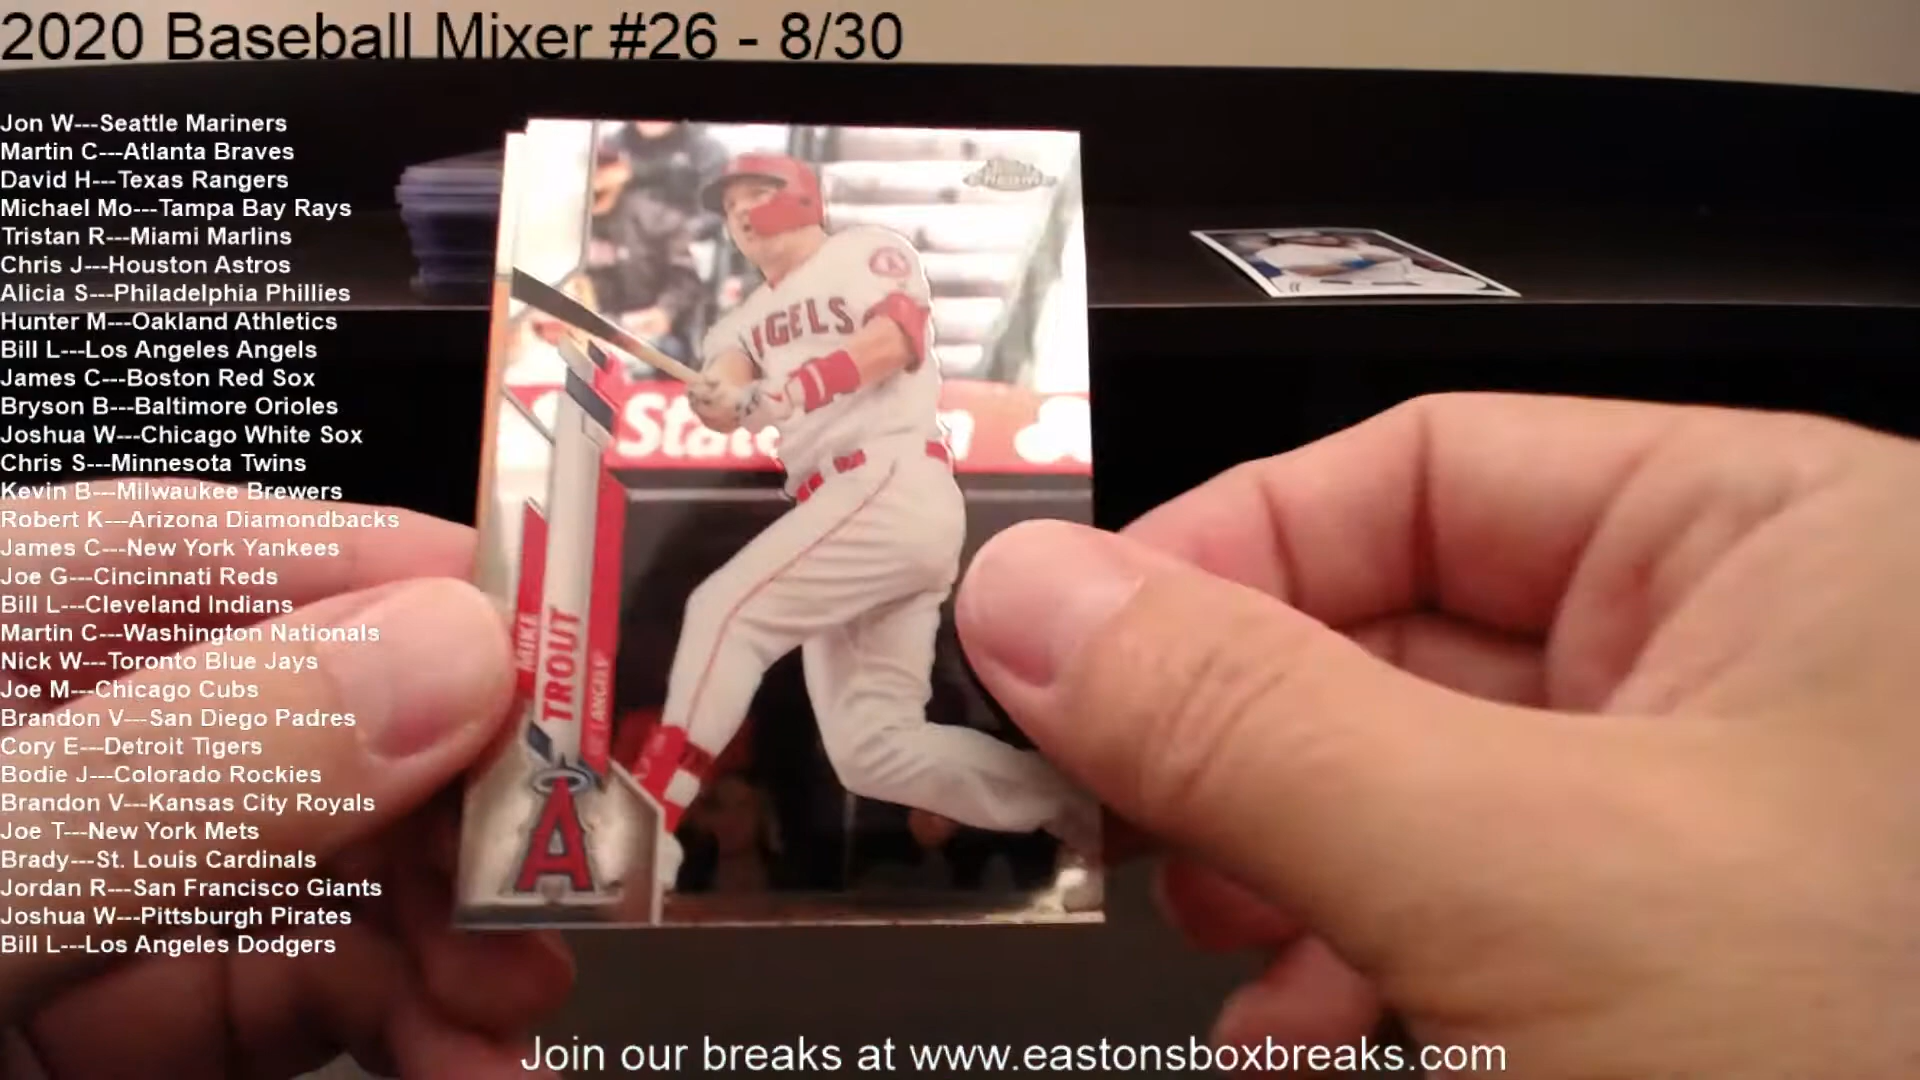 2020 Baseball Mixer #26 - 8/30
Jon W---Seattle Mariners
Martin C---Atlanta Braves
David H---Texas Rangers
Michael Mo---Tampa Bay Rays
Tristan R---Miami Marlins
Chris J---Houston Astros
Alicia S---Philadelphia Phillies
Hunter M---Oakland Athletics
Bill L---Los Angeles Angels
James C---Boston Red Sox
Bryson B---Baltimore Orioles
Joshua W---Chicago White Sox
Chris S---Minnesota Twins
Kevin B---Milwaukee Brewers
Robert K---Arizona Diamondbacks
James C---New York Yankees
Joe G---Cincinnati Reds
Bill L---Cleveland Indians
Martin C---Washington Nationals
Nick W---Toronto Blue Jays
Joe M---Chicago Cubs
Brandon V---San Diego Padres
Cory E---Detroit Tigers
Bodie J---Colorado Rockies
Brandon V---Kansas City Royals
Joe T---New York Mets
Brady---St. Louis Cardinals
Jordan R---San Francisco Giants
Joshua W---Pittsburgh Pirates
Bill L---Los Angeles Dodgers
NGELS
State
MIKE
TROUT
A
Join our breaks at www.eastonsboxbreaks.com